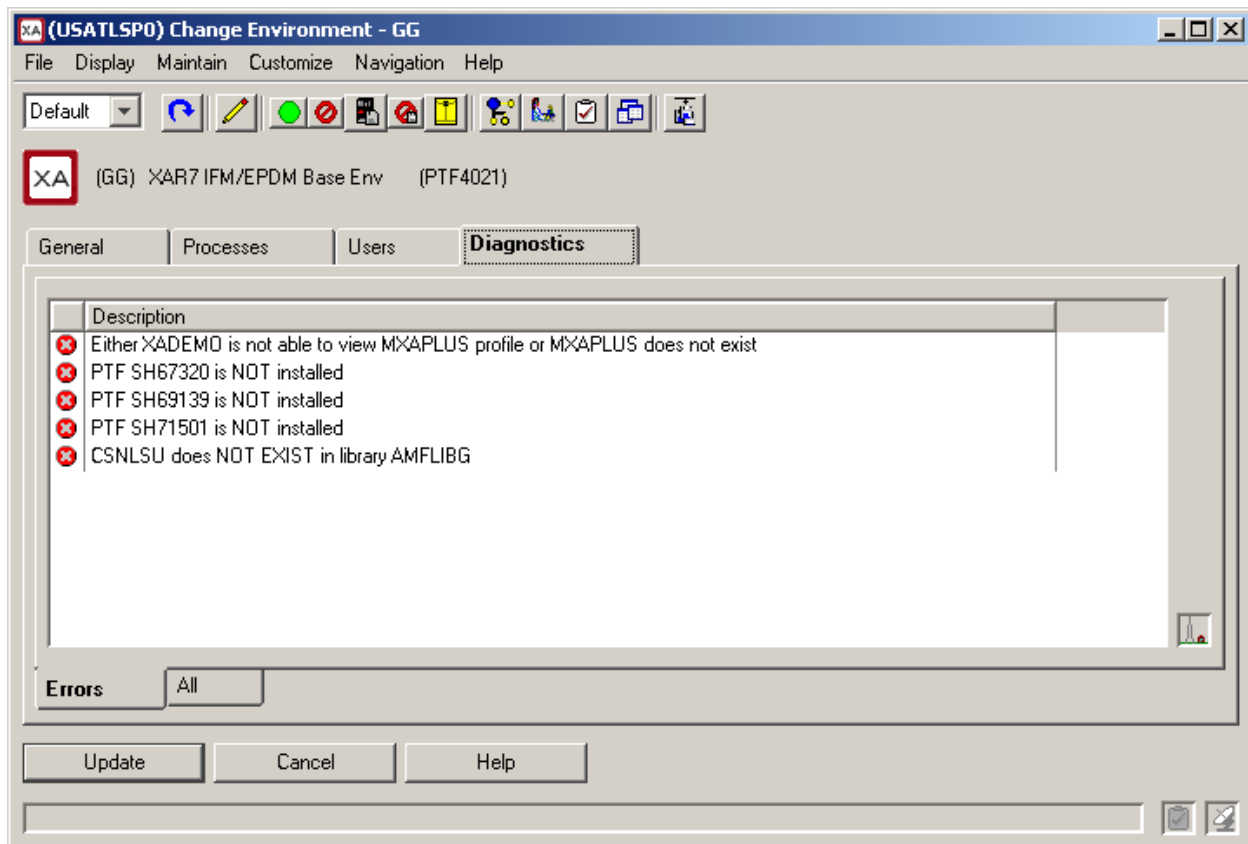 XA (USATLSP0) Change Environment - GG
File Display Maintain Customize Navigation Help
Default
XA (GG) XAR7 IFM/EPDM Base Env (PTF4021)
General Processes Users Diagnostics
Description
Either XADEMO is not able to view MXAPLUS profile or MXAPLUS does not exist
PTF SH67320 is NOT installed
PTF SH69139 is NOT installed
PTF SH71501 is NOT installed
CSNLSU does NOT EXIST in library AMFLIBG
Errors All
Update Cancel Help